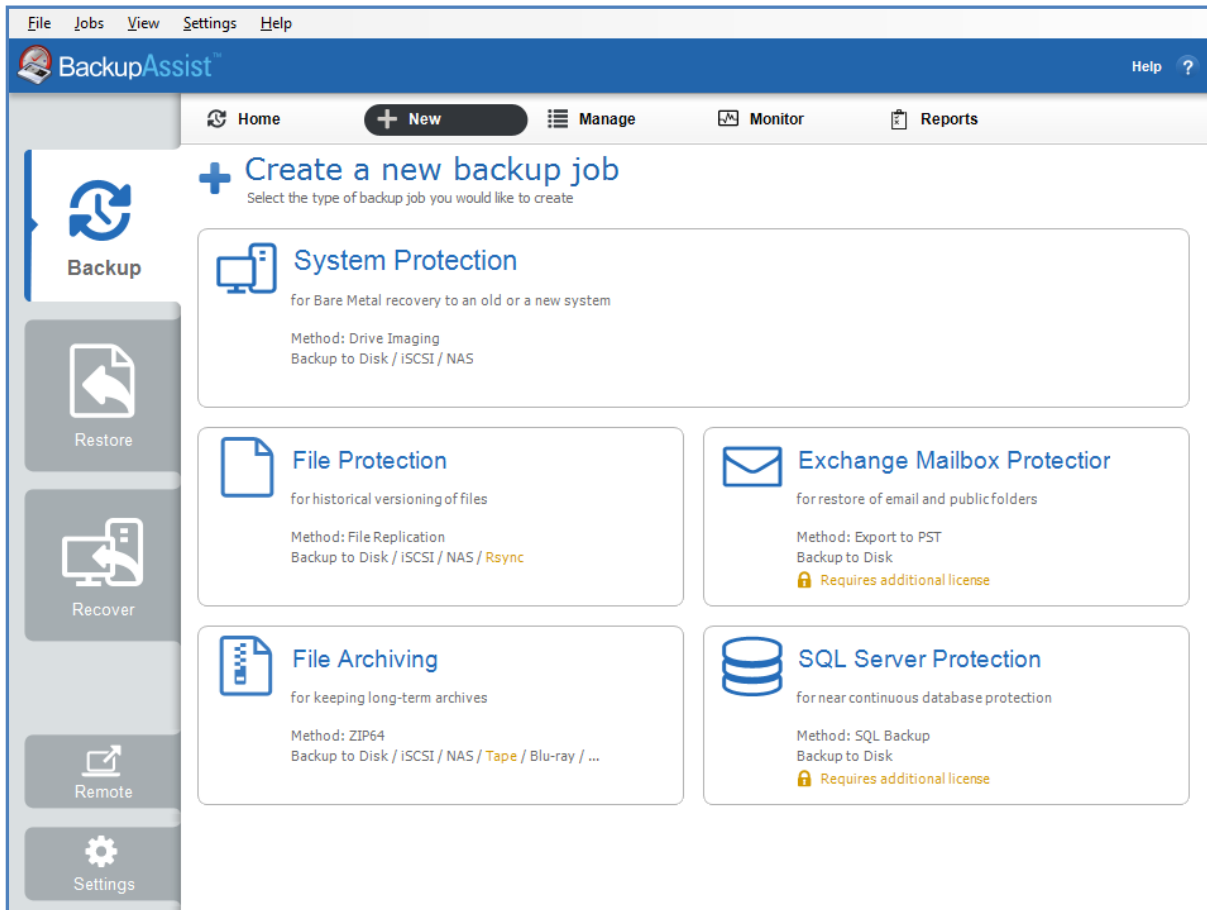 File Jobs View Settings Help
BackupAssist™
Help ?
Home New Manage Monitor Reports
Create a new backup job
Select the type of backup job you would like to create
Backup
Restore
Recover
Remote
Settings
System Protection
for Bare Metal recovery to an old or a new system
Method: Drive Imaging
Backup to Disk / iSCSI / NAS
File Protection
for historical versioning of files
Method: File Replication
Backup to Disk / iSCSI / NAS / Rsync
Exchange Mailbox Protectior
for restore of email and public folders
Method: Export to PST
Backup to Disk
Requires additional license
File Archiving
for keeping long-term archives
Method: ZIP64
Backup to Disk / iSCSI / NAS / Tape / Blu-ray / ...
SQL Server Protection
for near continuous database protection
Method: SQL Backup
Backup to Disk
Requires additional license